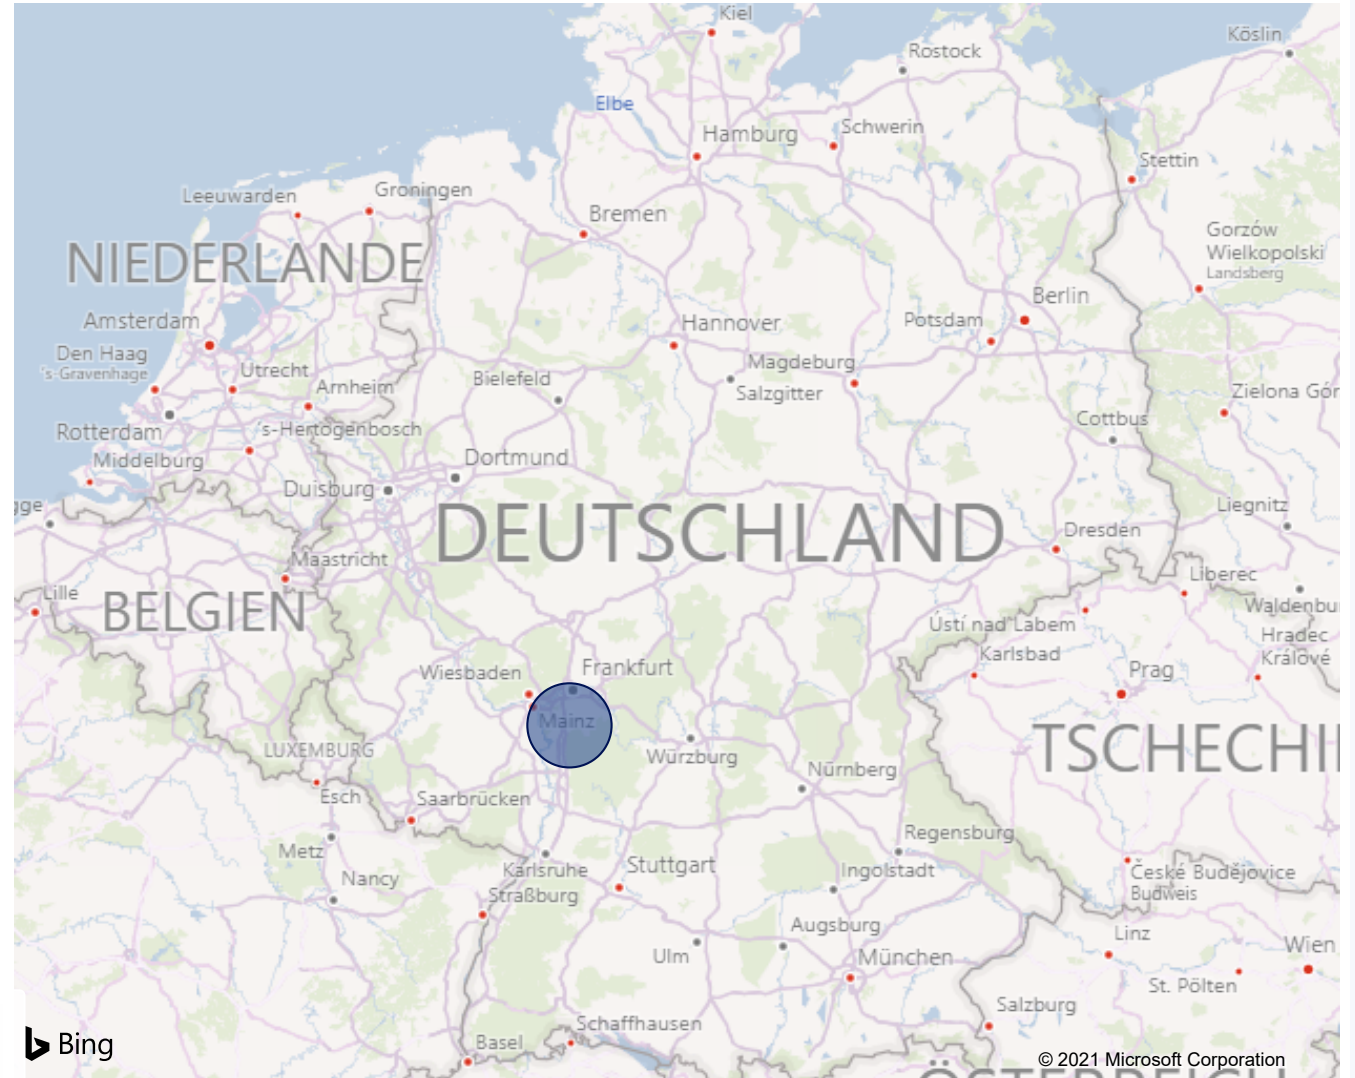 Kiel
Köslin
Rostock
Elbe
Hamburg
Schwerin
Stettin
Leeuwarden
Groningen
Bremen
Gorzów
Wielkopolski
Landsberg
NIEDERLANDE
Berlin
Amsterdam
Hannover
Potsdam
Den Haag
's-Gravenhage
Utrecht
Magdeburg
Arnheim
Bielefeld
Salzgitter
Zielona Gór
Cottbus
Rotterdam
's-Hertogenbosch
Middelburg
Dortmund
Duisburg
gge
Liegnitz
DEUTSCHLAND
Dresden
Maastricht
Liberec
Lille
BELGIEN
Waldenbu
Ústí nad Labem
Hradec
Králové
Karlsbad
Wiesbaden
Frankfurt
Prag
Mainz
LUXEMBURG
Würzburg
TSCHECHI
Nürnberg
Esch
Saarbrücken
Regensburg
Metz
Karlsruhe
Stuttgart
Ingolstadt
České Budějovice
Budweis
Nancy
Straßburg
Augsburg
Linz
Wien
Ulm
München
St. Pölten
Salzburg
Schaffhausen
Basel
Bing
© 2021 Microsoft Corporation
ÖSTERREICH